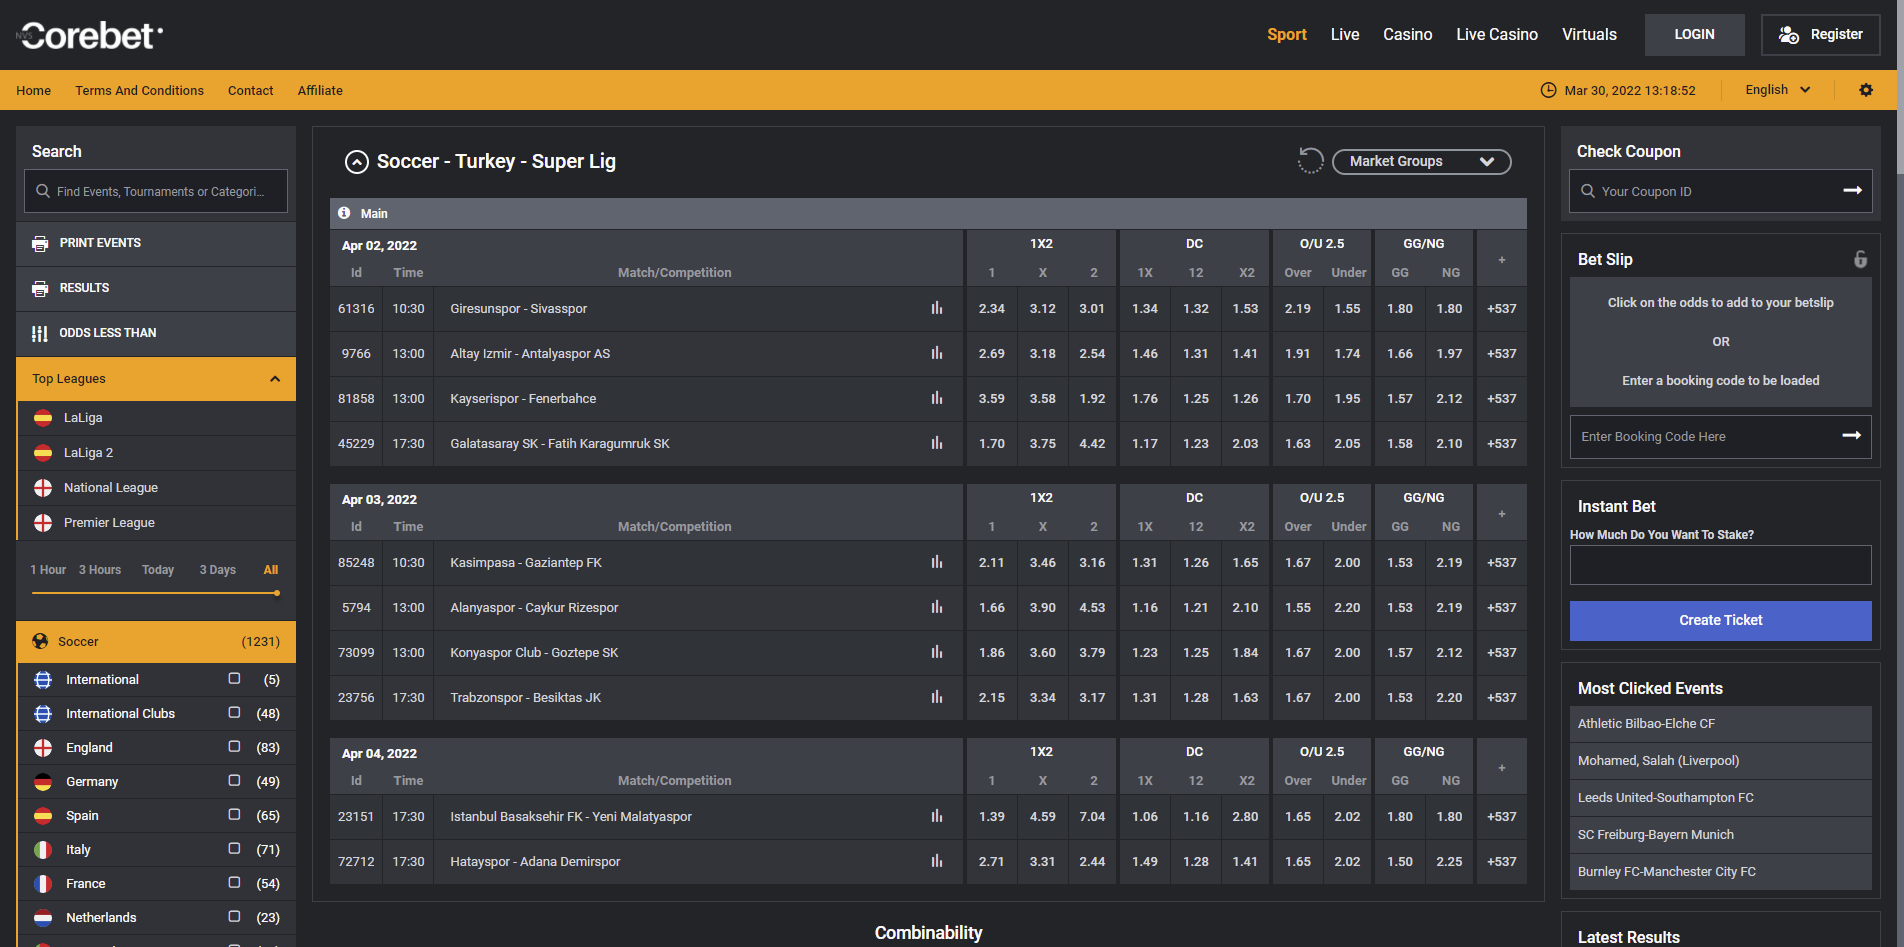 NVS Corebet
Sport Live Casino Live Casino Virtuals LOGIN Register
Home Terms And Conditions Contact Affiliate
Mar 30, 2022 13:18:52 English
Search
Find Events, Tournaments or Categori...
PRINT EVENTS
RESULTS
ODDS LESS THAN
Top Leagues
LaLiga
LaLiga 2
National League
Premier League
1 Hour 3 Hours Today 3 Days All
Soccer (1231)
International (5)
International Clubs (48)
England (83)
Germany (49)
Spain (65)
Italy (71)
France (54)
Netherlands (23)
Soccer - Turkey - Super Lig
Market Groups
Main
Apr 02, 2022 1X2 DC O/U 2.5 GG/NG +
Id Time Match/Competition 1 X 2 1X 12 X2 Over Under GG NG
61316 10:30 Giresunspor - Sivasspor 2.34 3.12 3.01 1.34 1.32 1.53 2.19 1.55 1.80 1.80 +537
9766 13:00 Altay Izmir - Antalyaspor AS 2.69 3.18 2.54 1.46 1.31 1.41 1.91 1.74 1.66 1.97 +537
81858 13:00 Kayserispor - Fenerbahce 3.59 3.58 1.92 1.76 1.25 1.26 1.70 1.95 1.57 2.12 +537
45229 17:30 Galatasaray SK - Fatih Karagumruk SK 1.70 3.75 4.42 1.17 1.23 2.03 1.63 2.05 1.58 2.10 +537
Apr 03, 2022 1X2 DC O/U 2.5 GG/NG +
Id Time Match/Competition 1 X 2 1X 12 X2 Over Under GG NG
85248 10:30 Kasimpasa - Gaziantep FK 2.11 3.46 3.16 1.31 1.26 1.65 1.67 2.00 1.53 2.19 +537
5794 13:00 Alanyaspor - Caykur Rizespor 1.66 3.90 4.53 1.16 1.21 2.10 1.55 2.20 1.53 2.19 +537
73099 13:00 Konyaspor Club - Goztepe SK 1.86 3.60 3.79 1.23 1.25 1.84 1.67 2.00 1.57 2.12 +537
23756 17:30 Trabzonspor - Besiktas JK 2.15 3.34 3.17 1.31 1.28 1.63 1.67 2.00 1.53 2.20 +537
Apr 04, 2022 1X2 DC O/U 2.5 GG/NG +
Id Time Match/Competition 1 X 2 1X 12 X2 Over Under GG NG
23151 17:30 Istanbul Basaksehir FK - Yeni Malatyaspor 1.39 4.59 7.04 1.06 1.16 2.80 1.65 2.02 1.80 1.80 +537
72712 17:30 Hatayspor - Adana Demirspor 2.71 3.31 2.44 1.49 1.28 1.41 1.65 2.02 1.50 2.25 +537
Combinability
Check Coupon
Your Coupon ID
Bet Slip
Click on the odds to add to your betslip
OR
Enter a booking code to be loaded
Enter Booking Code Here
Instant Bet
How Much Do You Want To Stake?
Create Ticket
Most Clicked Events
Athletic Bilbao-Elche CF
Mohamed, Salah (Liverpool)
Leeds United-Southampton FC
SC Freiburg-Bayern Munich
Burnley FC-Manchester City FC
Latest Results